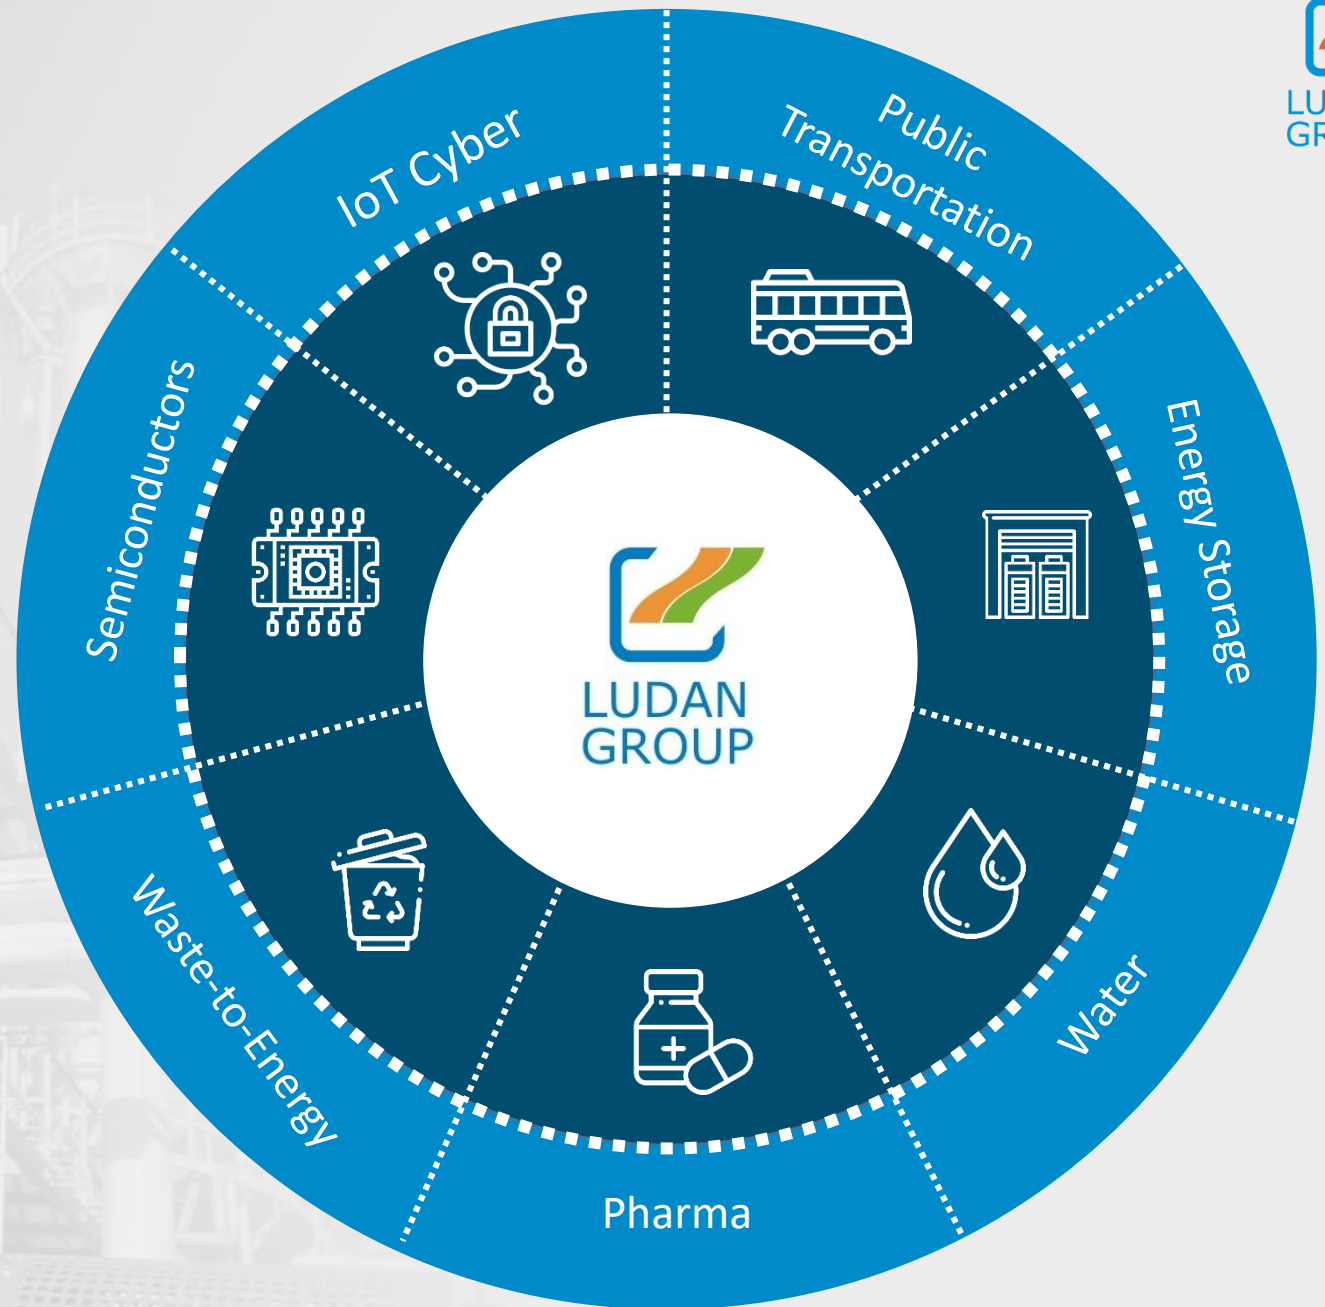 IoT Cyber
Public
Transportation
Semiconductors
Energy Storage
LUDAN
GROUP
Waste-to-Energy
Water
Pharma